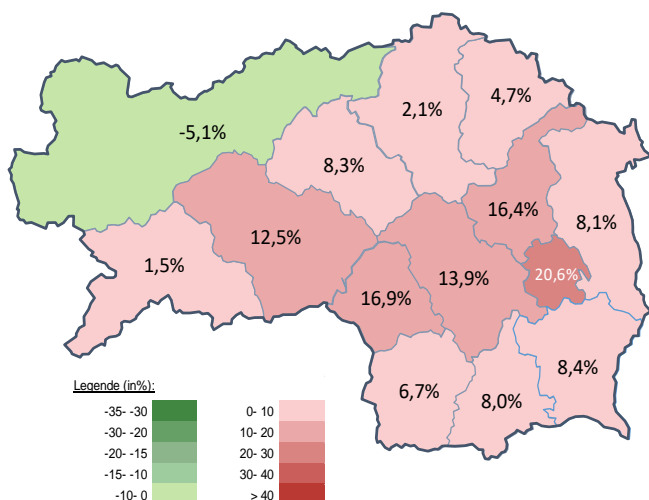 4,7%
2,1%
-5,1%
8,3%
16,4%
8,1%
12,5%
1,5%
13,9%
20,6%
16,9%
8,4%
6,7%
8,0%
Legende (in%):
-35- -30 0- 10
-30- -20 10- 20
-20- -15 20- 30
-15- -10 30- 40
-10- 0 > 40